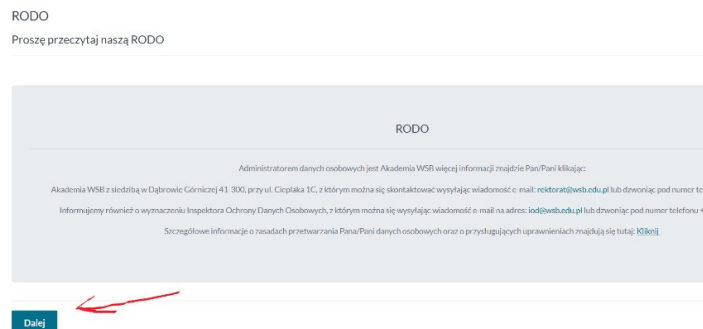 RODO
Proszę przeczytaj naszą RODO
RODO
Administratorem danych osobowych jest Akademia WSB więcej informacji znajdzie Pan/Pani klikając:
Akademia WSB z siedzibą w Dąbrowie Górniczej 41-300, przy ul. Cieplaka 1C, z którym można się skontaktować wysyłając wiadomość e-mail: rektorat@wsb.edu.pl lub dzwoniąc pod numer
Informujemy również o wyznaczeniu Inspektora Ochrony Danych Osobowych, z którym można się wysyłając wiadomość e-mail na adres: iod@wsb.edu.pl lub dzwoniąc pod numer telefonu +
Szczegółowe informacje o zasadach przetwarzania Pana/Pani danych osobowych oraz o przysługujących uprawnieniach znajdują się tutaj: Kliknij
Dalej